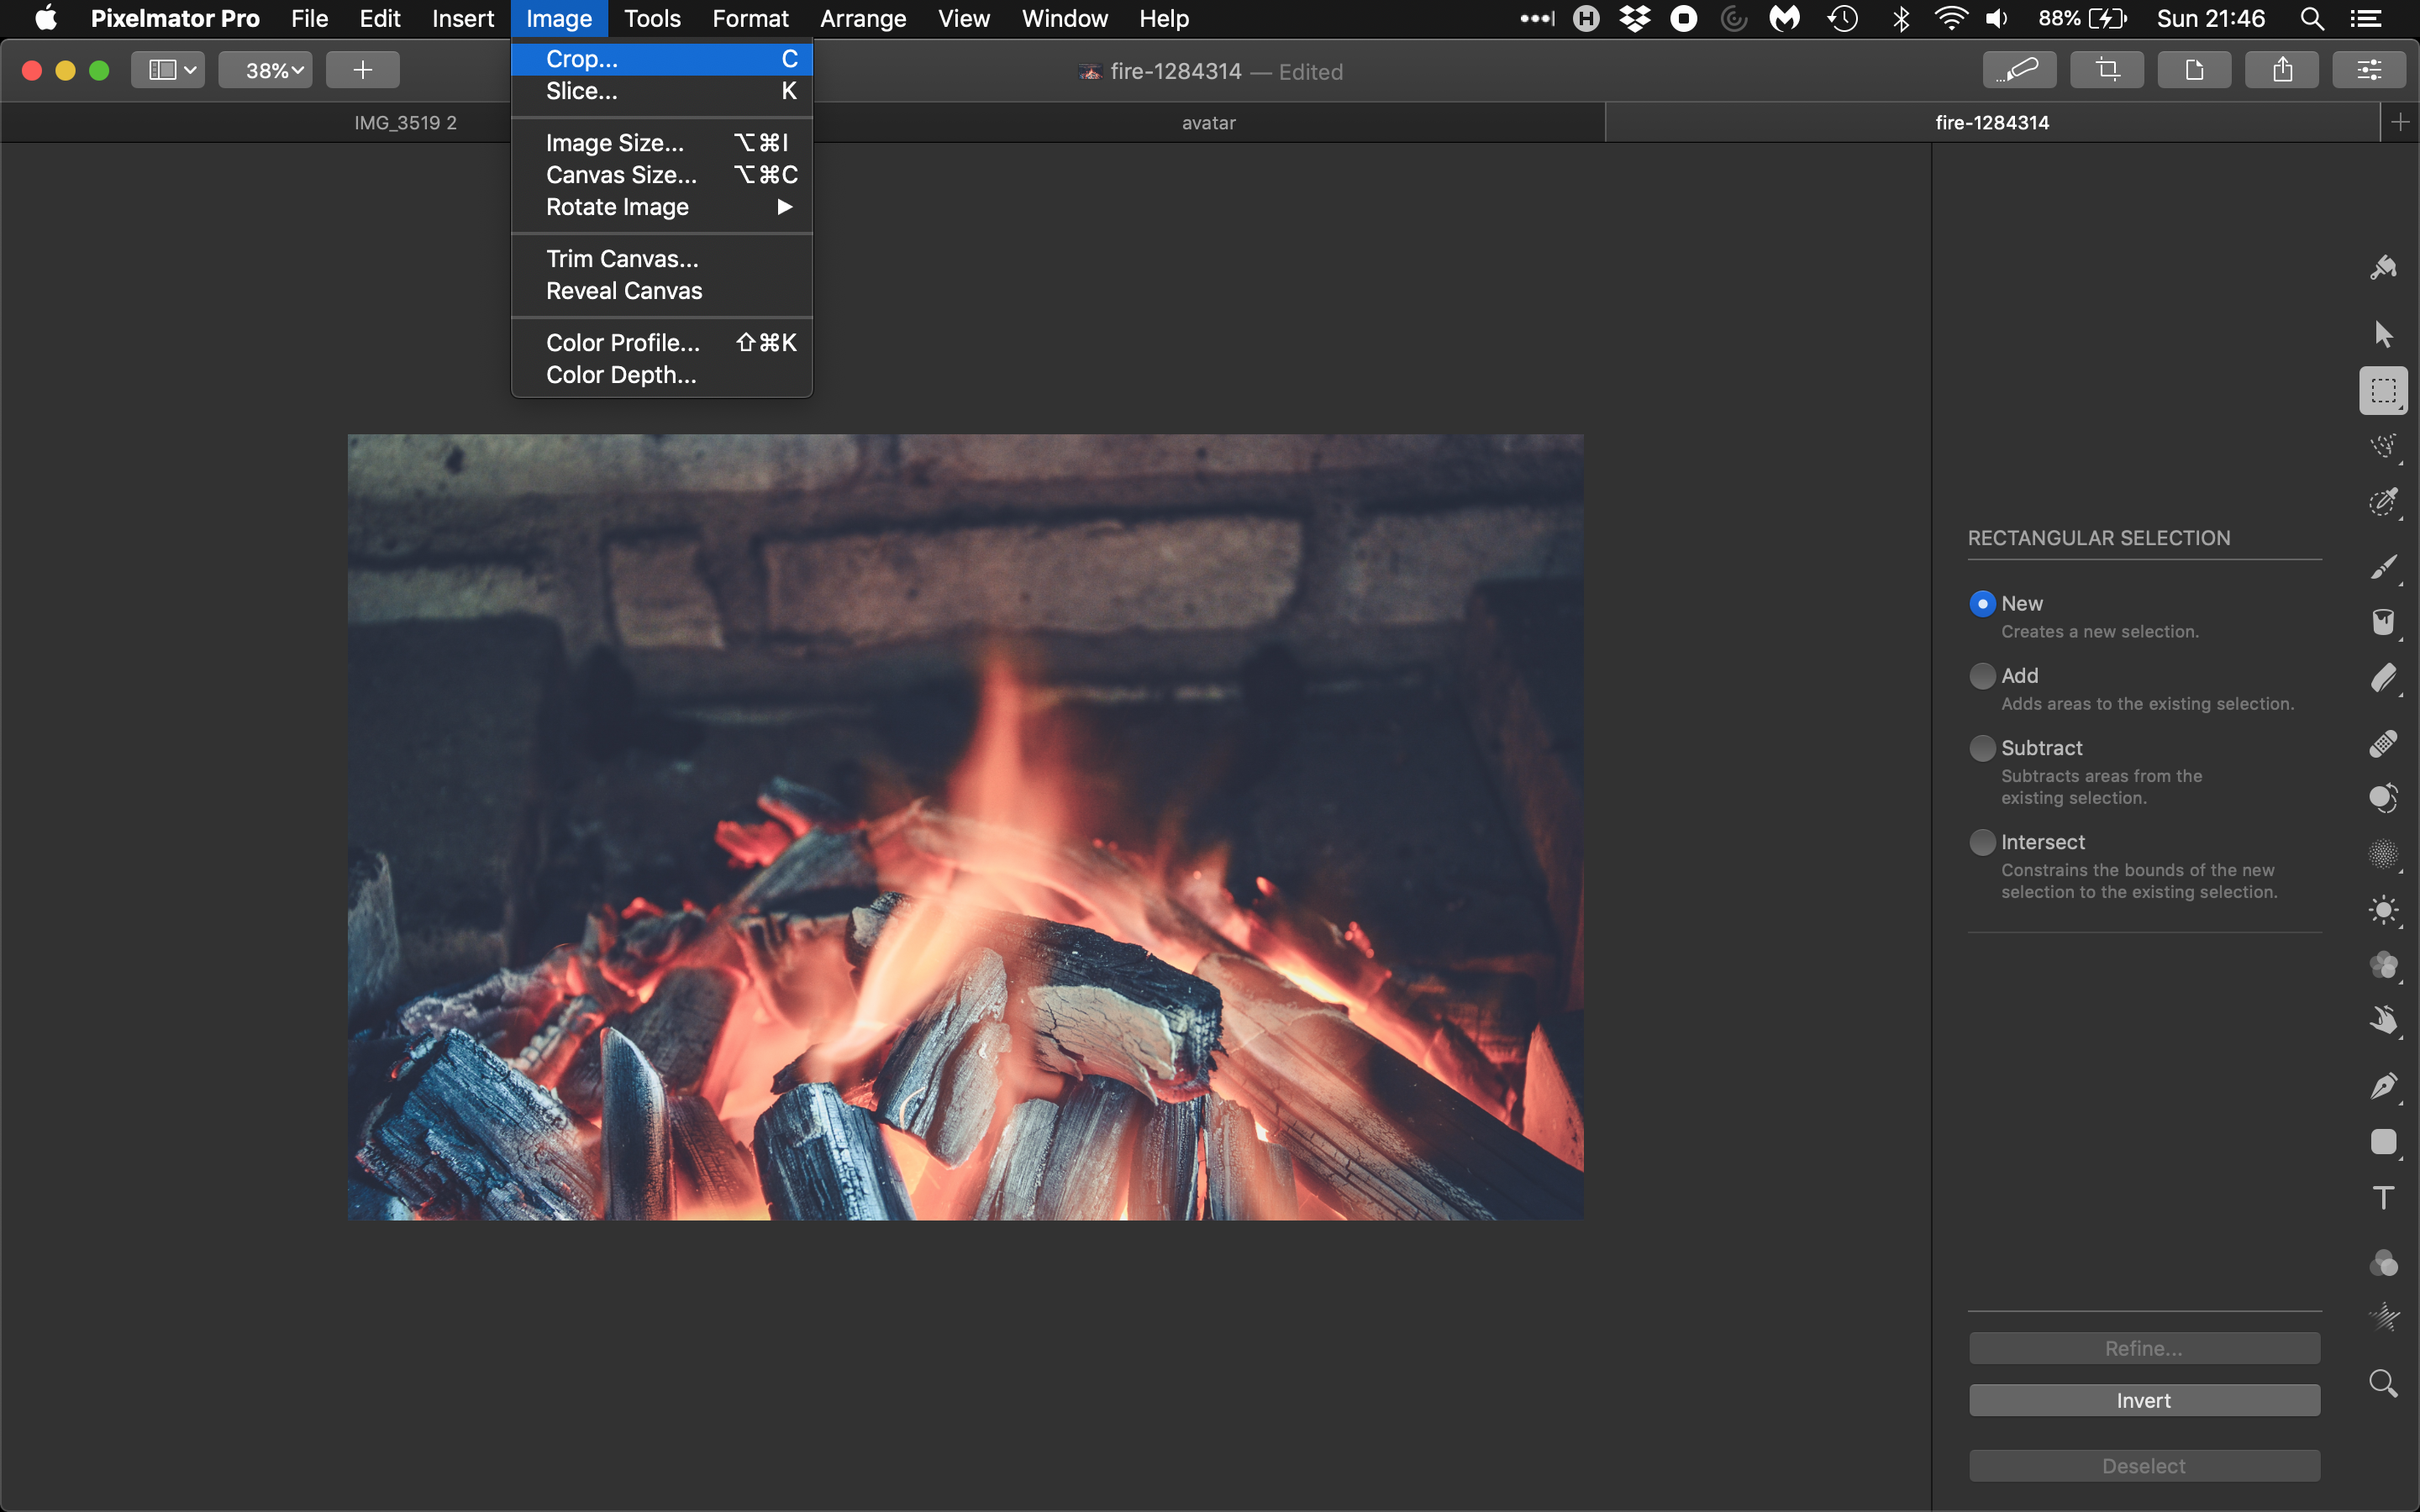 Pixelmator Pro File Edit Insert Image Tools Format Arrange View Window Help 88% Sun 21:46
38% fire-1284314 — Edited
IMG_3519 2 avatar fire-1284314
Crop... C
Slice... K
Image Size... ⌥⌘I
Canvas Size... ⌥⌘C
Rotate Image
Trim Canvas...
Reveal Canvas
Color Profile... ⇧⌘K
Color Depth...
RECTANGULAR SELECTION
New
Creates a new selection.
Add
Adds areas to the existing selection.
Subtract
Subtracts areas from the
existing selection.
Intersect
Constrains the bounds of the new
selection to the existing selection.
Refine...
Invert
Deselect